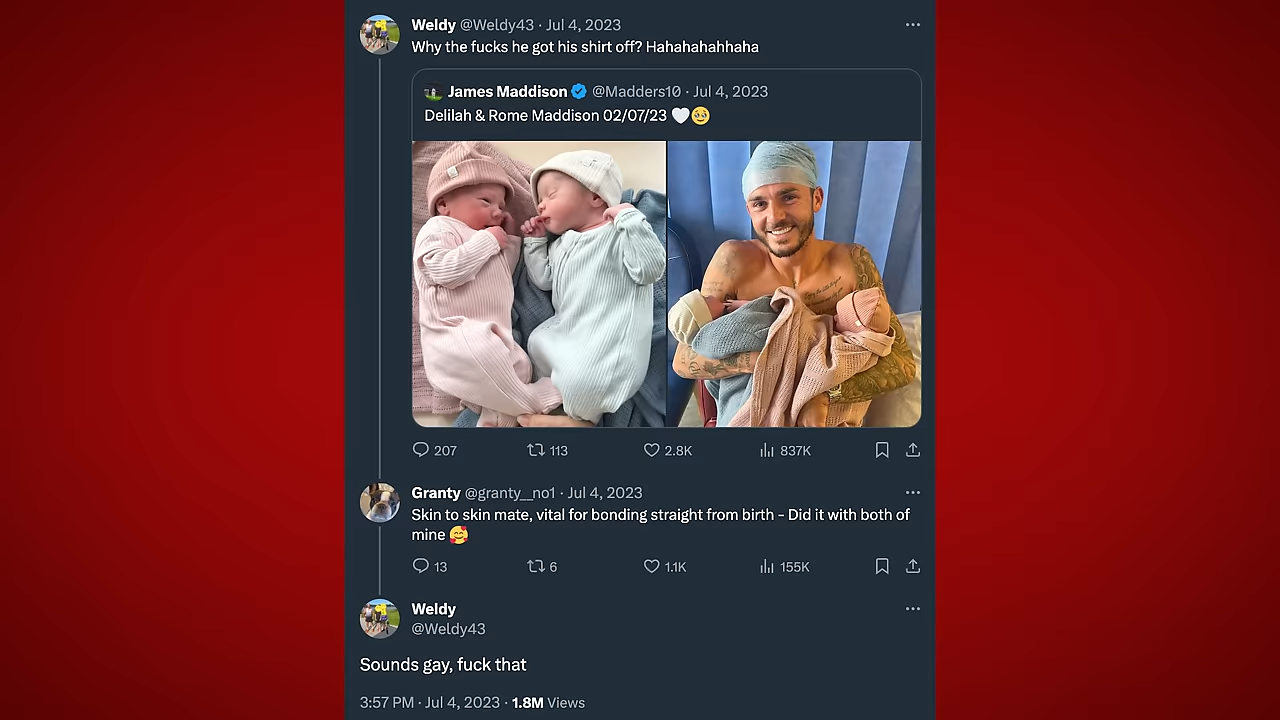 Weldy @Weldy43 · Jul 4, 2023
Why the fucks he got his shirt off? Hahahahahhaha
James Maddison @Madders10 · Jul 4, 2023
Delilah & Rome Maddison 02/07/23 🤍🥹
207 113 2.8K 837K
Granty @granty__no1 · Jul 4, 2023
Skin to skin mate, vital for bonding straight from birth - Did it with both of
mine 🥰
13 6 1.1K 155K
Weldy
@Weldy43
Sounds gay, fuck that
3:57 PM · Jul 4, 2023 · 1.8M Views